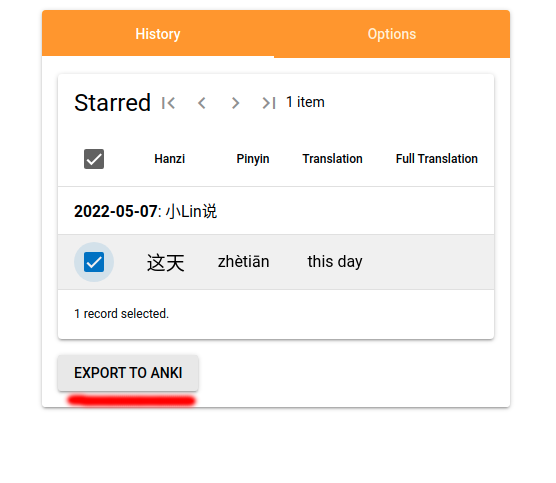 History Options
Starred 1 item
Hanzi Pinyin Translation Full Translation
2022-05-07: 小Lin说
这天 zhètiān this day
1 record selected.
EXPORT TO ANKI